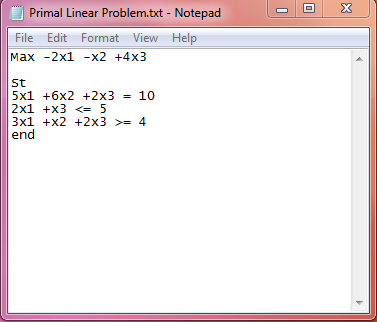 Primal Linear Problem.txt - Notepad
File Edit Format View Help
Max -2x1 -x2 +4x3
St
5x1 +6x2 +2x3 = 10
2x1 +x3 <= 5
3x1 +x2 +2x3 >= 4
end